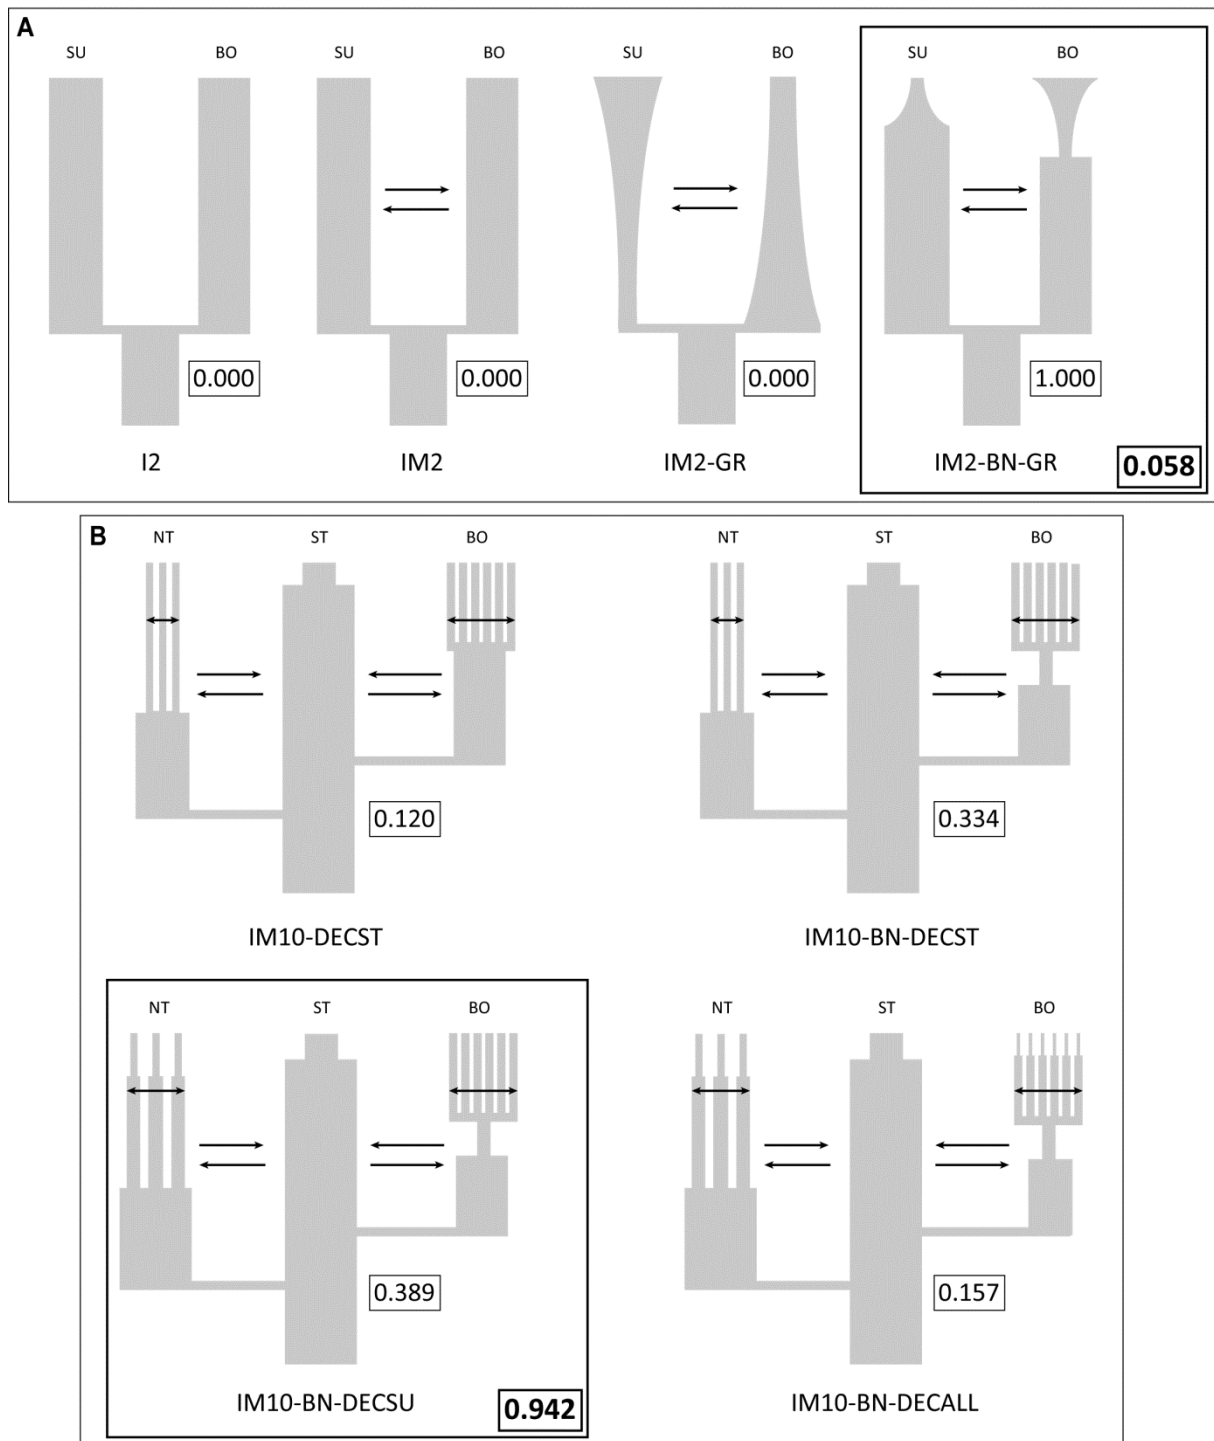 A
SU BO SU BO SU BO SU BO
0.000 0.000 0.000 1.000
I2 IM2 IM2-GR IM2-BN-GR 0.058
B
NT ST BO NT ST BO
0.120 0.334
IM10-DECST IM10-BN-DECST
NT ST BO NT ST BO
0.389 0.157
IM10-BN-DECSU 0.942 IM10-BN-DECALL